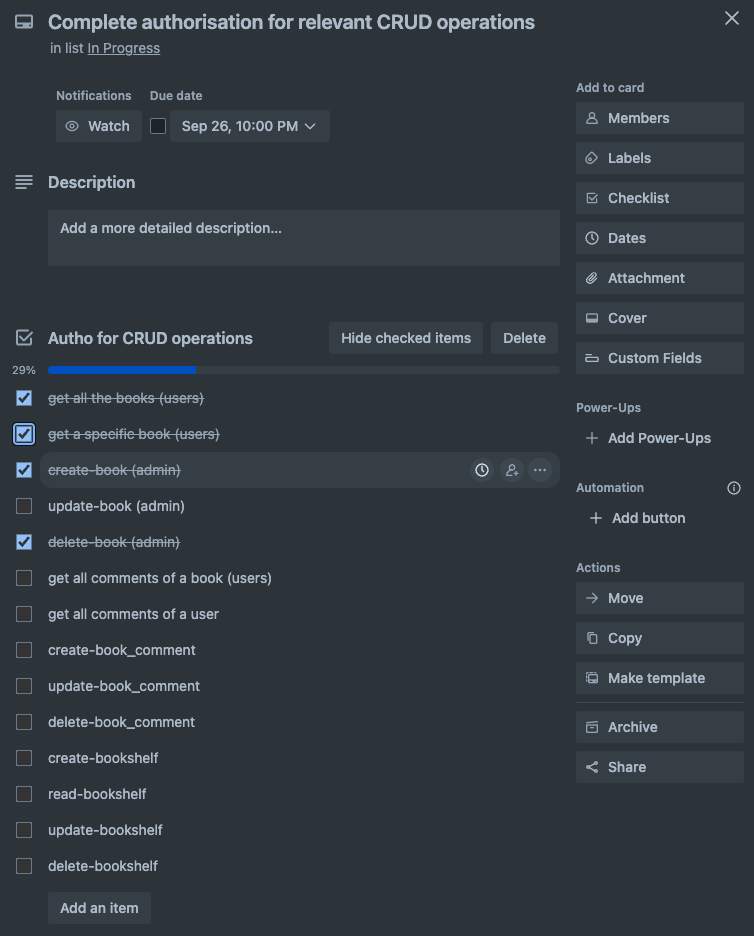 Complete authorisation for relevant CRUD operations
in list In Progress
Notifications
Due date
Watch
Sep 26, 10:00 PM
Description
Add a more detailed description...
Autho for CRUD operations
Hide checked items
Delete
29%
get all the books (users)
get a specific book (users)
create-book (admin)
update-book (admin)
delete-book (admin)
get all comments of a book (users)
get all comments of a user
create-book_comment
update-book_comment
delete-book_comment
create-bookshelf
read-bookshelf
update-bookshelf
delete-bookshelf
Add an item
Add to card
Members
Labels
Checklist
Dates
Attachment
Cover
Custom Fields
Power-Ups
Add Power-Ups
Automation
Add button
Actions
Move
Copy
Make template
Archive
Share